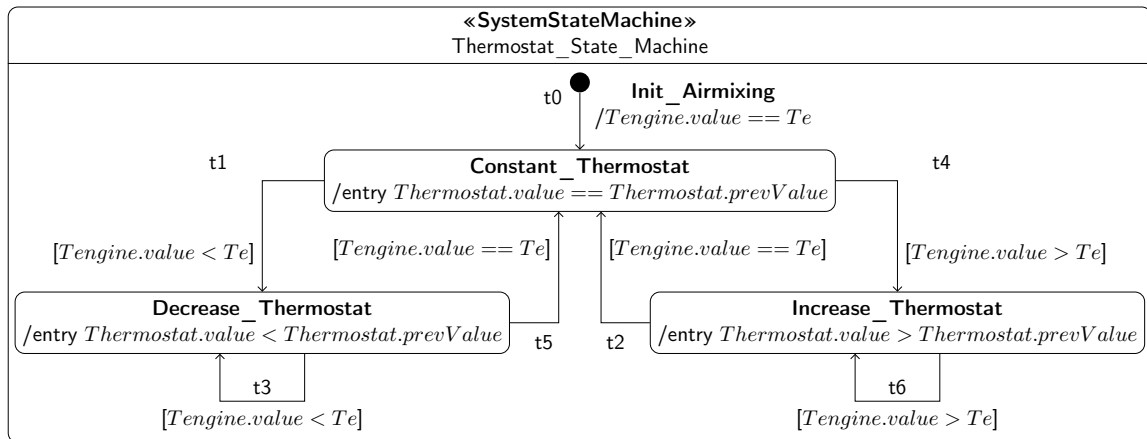 «SystemStateMachine»
Thermostat_State_Machine
t0
Init_Airmixing
/Tengine.value == Te
t1
Constant_Thermostat
t4
/entry Thermostat.value == Thermostat.prevValue
[Tengine.value < Te]
[Tengine.value == Te]
[Tengine.value == Te]
[Tengine.value > Te]
Decrease_Thermostat
/entry Thermostat.value < Thermostat.prevValue
t5
t2
Increase_Thermostat
/entry Thermostat.value > Thermostat.prevValue
t3
[Tengine.value < Te]
t6
[Tengine.value > Te]